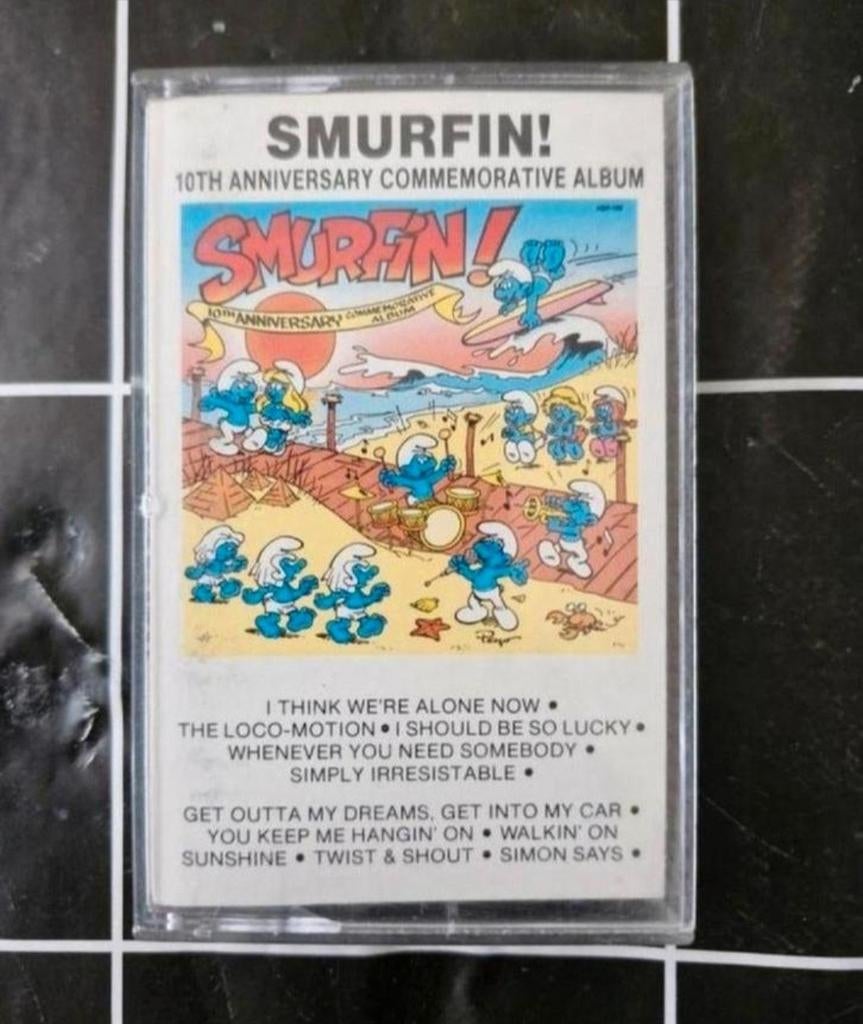 SMURFIN!
10TH ANNIVERSARY COMMEMORATIVE ALBUM
SMURFIN!
10TH ANNIVERSARY COMMEMORATIVE
ALBUM
Peyo
I THINK WE'RE ALONE NOW •
THE LOCO-MOTION • I SHOULD BE SO LUCKY •
WHENEVER YOU NEED SOMEBODY •
SIMPLY IRRESISTABLE •
GET OUTTA MY DREAMS, GET INTO MY CAR •
YOU KEEP ME HANGIN' ON • WALKIN' ON
SUNSHINE • TWIST & SHOUT • SIMON SAYS •